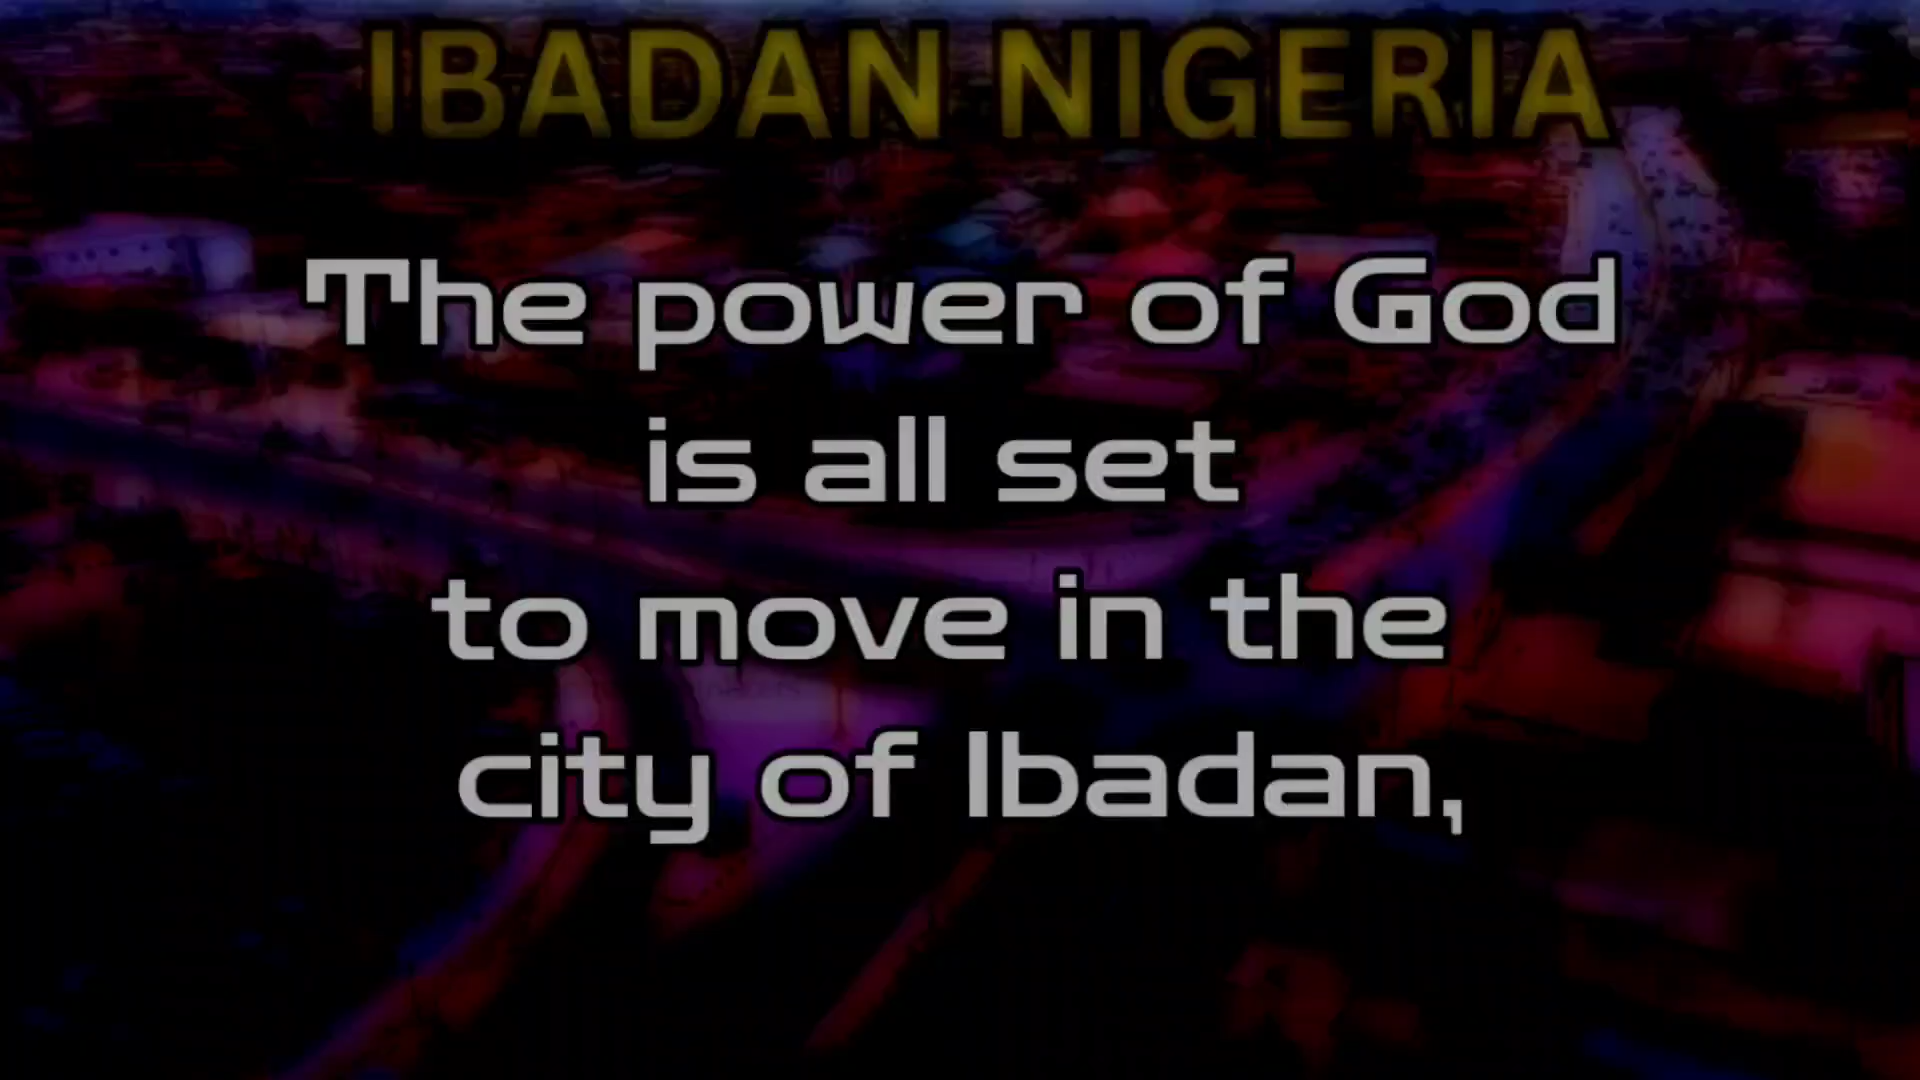 IBADAN NIGERIA
The power of God
is all set
to move in the
city of Ibadan,